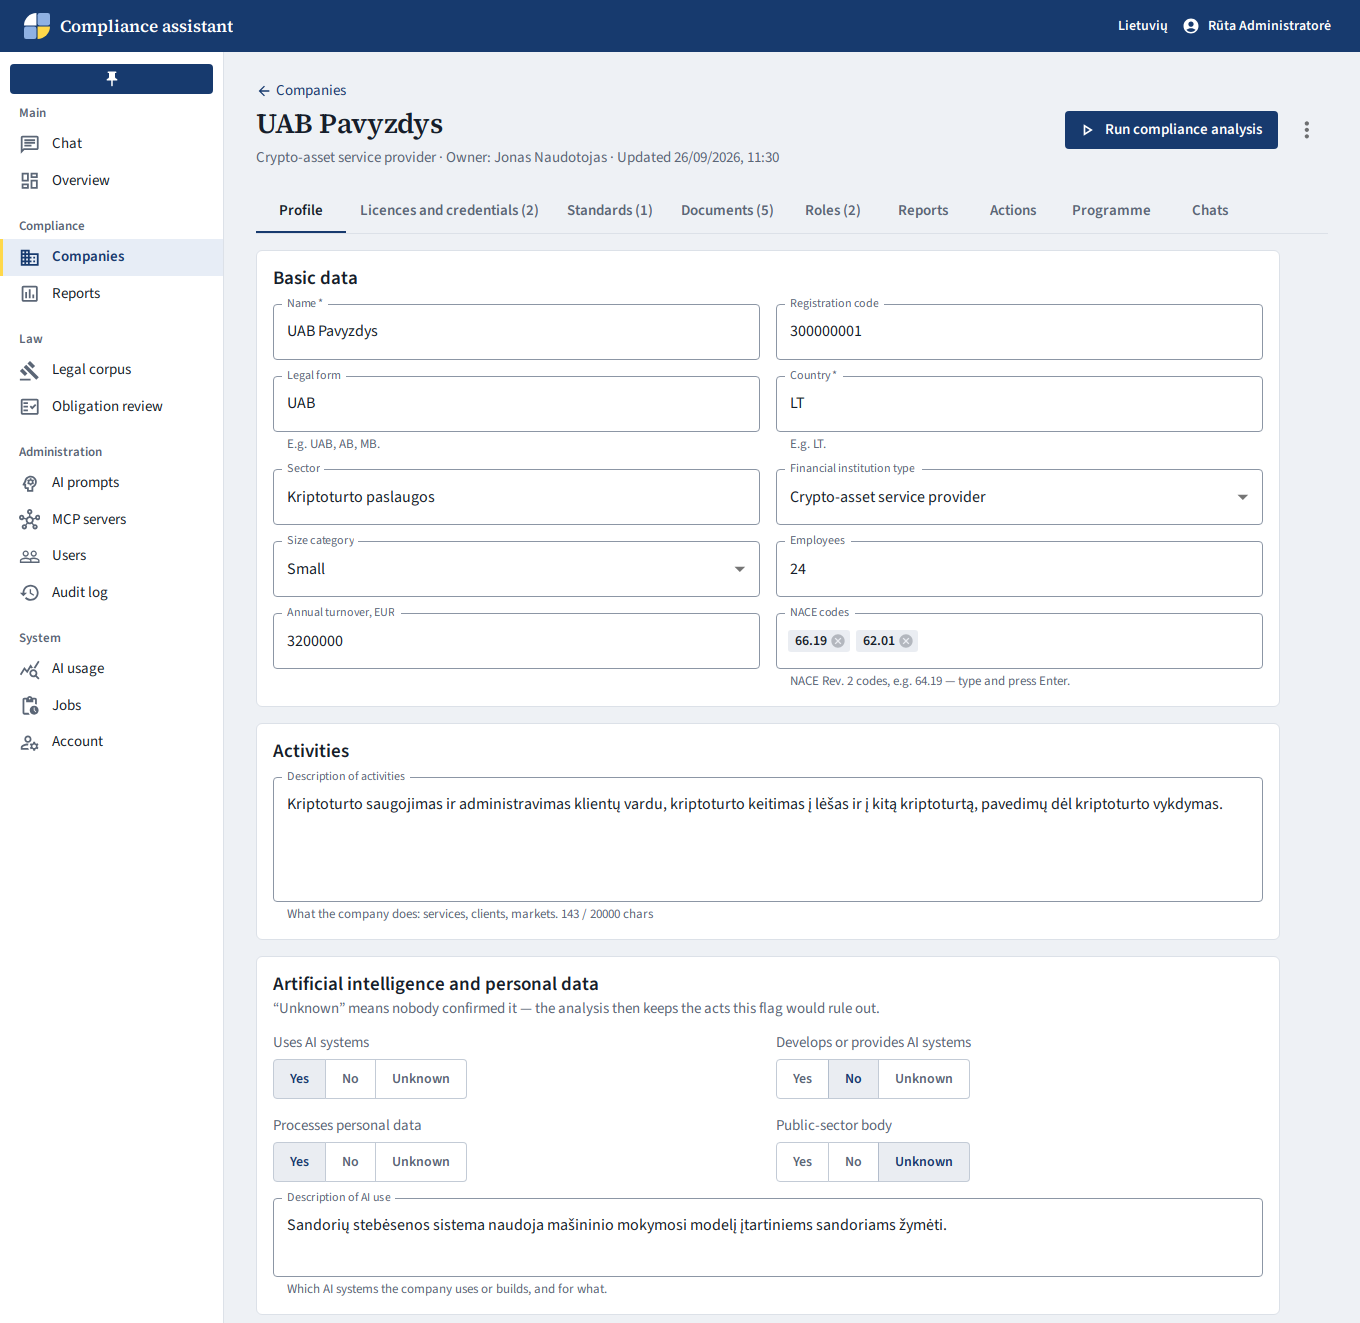 Compliance assistant
Lietuvių
Rūta Administratorė
Main
Chat
Overview
Compliance
Companies
Reports
Law
Legal corpus
Obligation review
Administration
AI prompts
MCP servers
Users
Audit log
System
AI usage
Jobs
Account
Companies
UAB Pavyzdys
Crypto-asset service provider · Owner: Jonas Naudotojas · Updated 26/09/2026, 11:30
Run compliance analysis
Profile
Licences and credentials (2)
Standards (1)
Documents (5)
Roles (2)
Reports
Actions
Programme
Chats
Basic data
Name *
UAB Pavyzdys
Registration code
300000001
Legal form
UAB
E.g. UAB, AB, MB.
Country *
LT
E.g. LT.
Sector
Kriptoturto paslaugos
Financial institution type
Crypto-asset service provider
Size category
Small
Employees
24
Annual turnover, EUR
3200000
NACE codes
66.19
62.01
NACE Rev. 2 codes, e.g. 64.19 — type and press Enter.
Activities
Description of activities
Kriptoturto saugojimas ir administravimas klientų vardu, kriptoturto keitimas į lėšas ir į kitą kriptoturtą, pavedimų dėl kriptoturto vykdymas.
What the company does: services, clients, markets. 143 / 20000 chars
Artificial intelligence and personal data
“Unknown” means nobody confirmed it — the analysis then keeps the acts this flag would rule out.
Uses AI systems
Yes
No
Unknown
Develops or provides AI systems
Yes
No
Unknown
Processes personal data
Yes
No
Unknown
Public-sector body
Yes
No
Unknown
Description of AI use
Sandorių stebėsenos sistema naudoja mašininio mokymosi modelį įtartiniems sandoriams žymėti.
Which AI systems the company uses or builds, and for what.